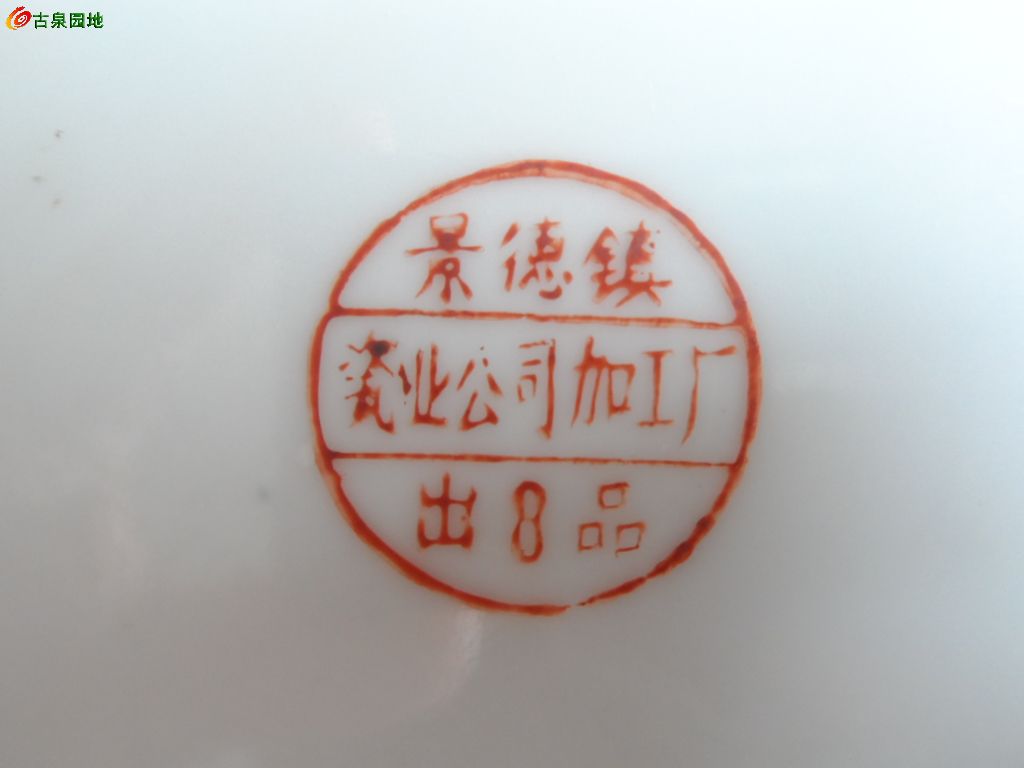 古泉园地
景德镇
瓷业公司加工厂
出8品